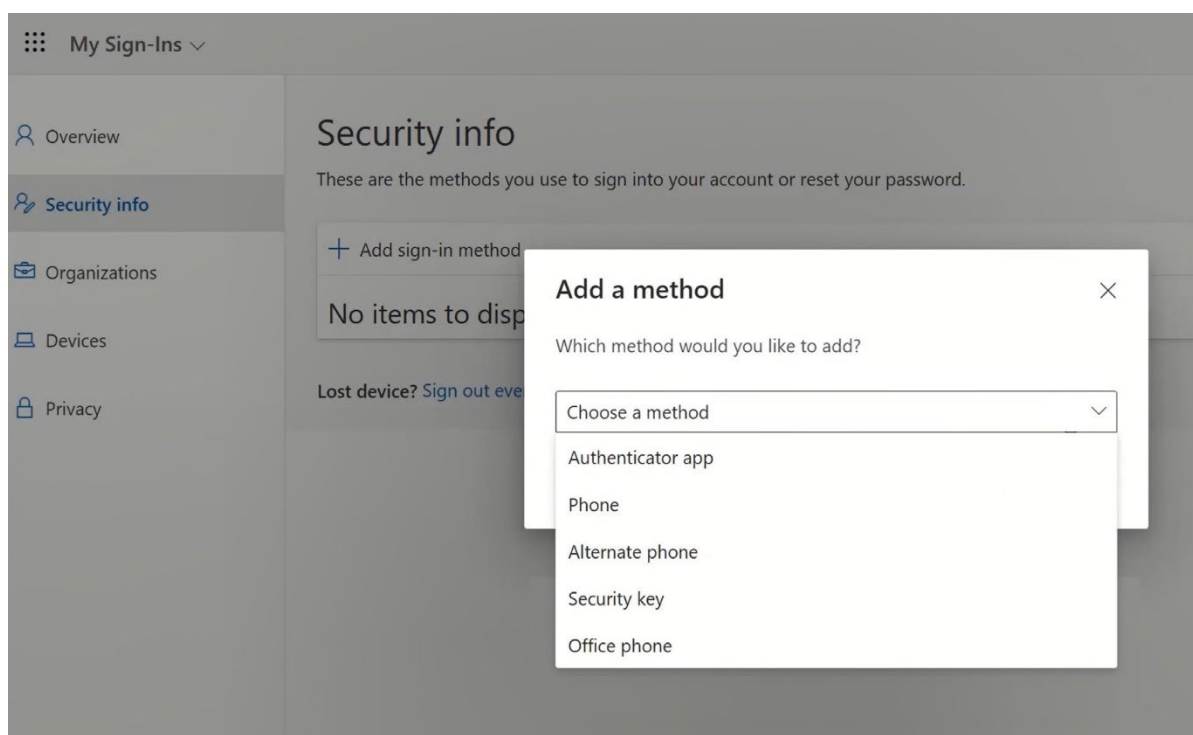 My Sign-Ins
Overview
Security info
Organizations
Devices
Privacy
Security info
These are the methods you use to sign into your account or reset your password.
+ Add sign-in method
No items to disp
Lost device? Sign out eve
Add a method
Which method would you like to add?
Choose a method
Authenticator app
Phone
Alternate phone
Security key
Office phone